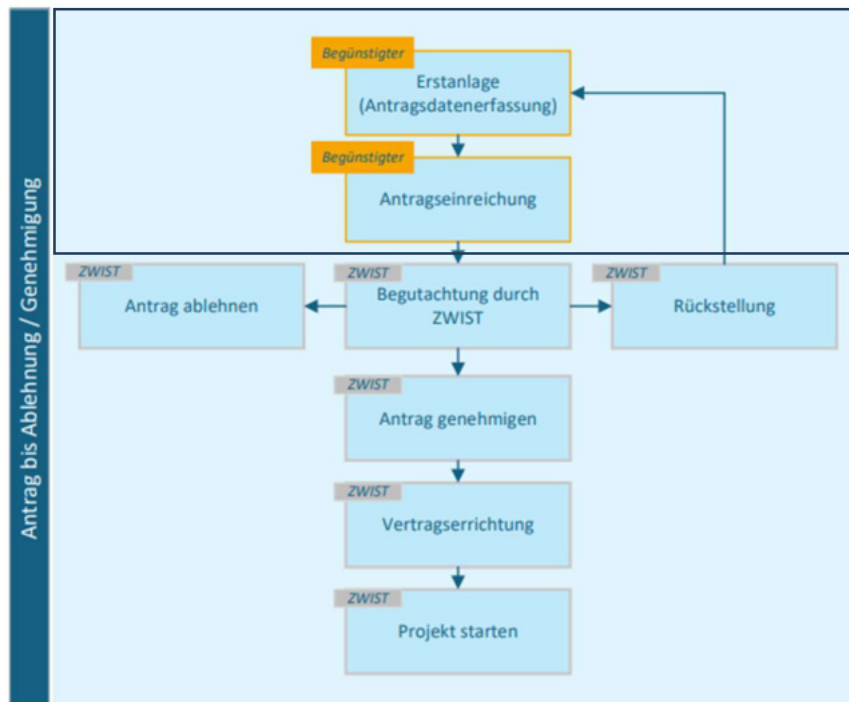 Antrag bis Ablehnung / Genehmigung
Begünstigter
Erstanlage
(Antragsdatenerfassung)
Begünstigter
Antragseinreichung
ZWIST
Antrag ablehnen
ZWIST
Begutachtung durch
ZWIST
ZWIST
Rückstellung
ZWIST
Antrag genehmigen
ZWIST
Vertragserrichtung
ZWIST
Projekt starten